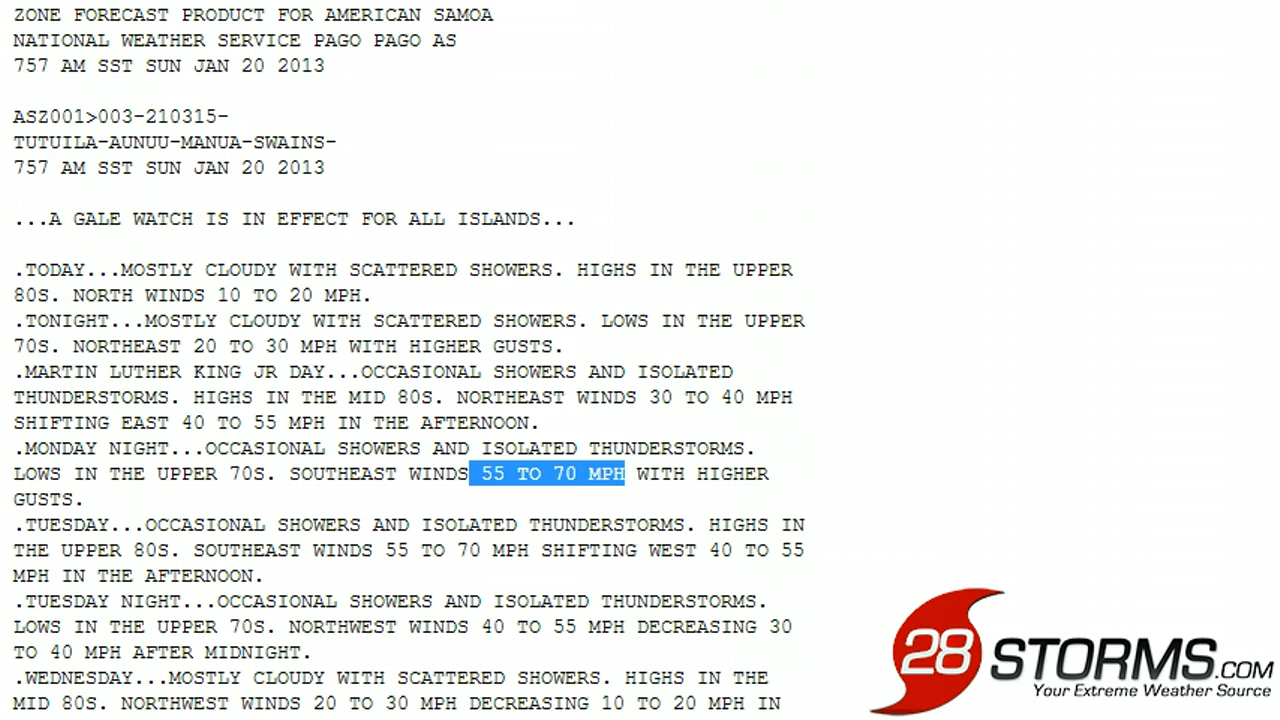 ZONE FORECAST PRODUCT FOR AMERICAN SAMOA
NATIONAL WEATHER SERVICE PAGO PAGO AS
757 AM SST SUN JAN 20 2013
ASZ001>003-210315-
TUTUILA-AUNUU-MANUA-SWAINS-
757 AM SST SUN JAN 20 2013
...A GALE WATCH IS IN EFFECT FOR ALL ISLANDS...
.TODAY...MOSTLY CLOUDY WITH SCATTERED SHOWERS. HIGHS IN THE UPPER
80S. NORTH WINDS 10 TO 20 MPH.
.TONIGHT...MOSTLY CLOUDY WITH SCATTERED SHOWERS. LOWS IN THE UPPER
70S. NORTHEAST 20 TO 30 MPH WITH HIGHER GUSTS.
.MARTIN LUTHER KING JR DAY...OCCASIONAL SHOWERS AND ISOLATED
THUNDERSTORMS. HIGHS IN THE MID 80S. NORTHEAST WINDS 30 TO 40 MPH
SHIFTING EAST 40 TO 55 MPH IN THE AFTERNOON.
.MONDAY NIGHT...OCCASIONAL SHOWERS AND ISOLATED THUNDERSTORMS.
LOWS IN THE UPPER 70S. SOUTHEAST WINDS 55 TO 70 MPH WITH HIGHER
GUSTS.
.TUESDAY...OCCASIONAL SHOWERS AND ISOLATED THUNDERSTORMS. HIGHS IN
THE UPPER 80S. SOUTHEAST WINDS 55 TO 70 MPH SHIFTING WEST 40 TO 55
MPH IN THE AFTERNOON.
.TUESDAY NIGHT...OCCASIONAL SHOWERS AND ISOLATED THUNDERSTORMS.
LOWS IN THE UPPER 70S. NORTHWEST WINDS 40 TO 55 MPH DECREASING 30
TO 40 MPH AFTER MIDNIGHT.
.WEDNESDAY...MOSTLY CLOUDY WITH SCATTERED SHOWERS. HIGHS IN THE
MID 80S. NORTHWEST WINDS 20 TO 30 MPH DECREASING 10 TO 20 MPH IN
28STORMS.COM
Your Extreme Weather Source